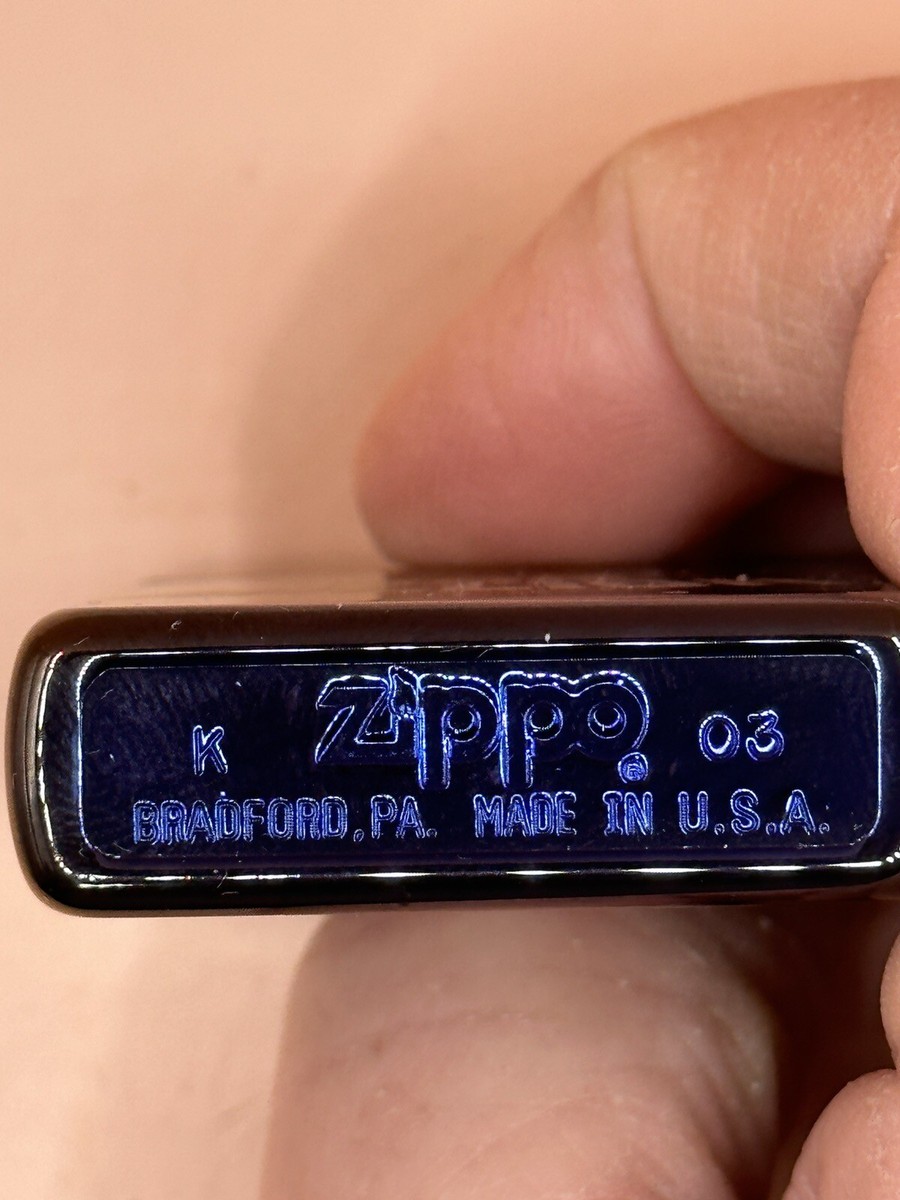 K Zippo ® 03
BRADFORD, PA. MADE IN U.S.A.